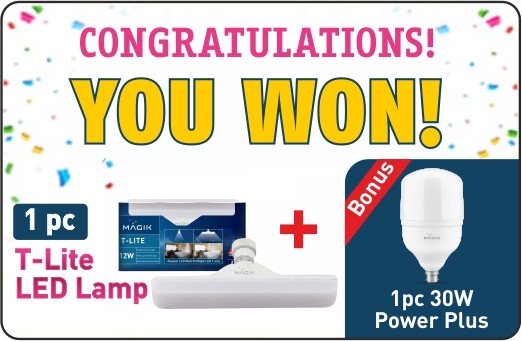 CONGRATULATIONS!
YOU WON!
1 pc
T-Lite
LED Lamp
MAGIK
T-LITE
12W
MAGIK
+
Bonus
MAGIK
1pc 30W
Power Plus